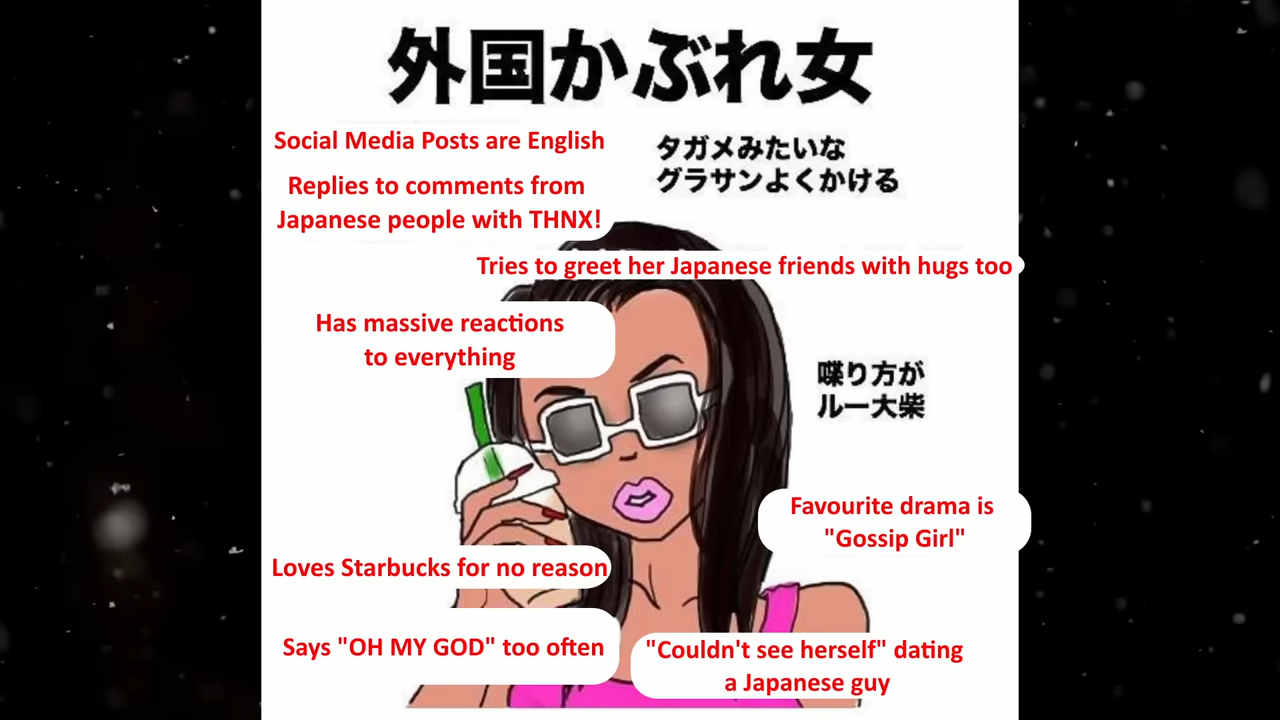 外国かぶれ女
Social Media Posts are English
タガメみたいな
グラサンよくかける
Replies to comments from
Japanese people with THNX!
Tries to greet her Japanese friends with hugs too
Has massive reactions
to everything
喋り方が
ルー大柴
Favourite drama is
"Gossip Girl"
Loves Starbucks for no reason
Says "OH MY GOD" too often
"Couldn't see herself" dating
a Japanese guy